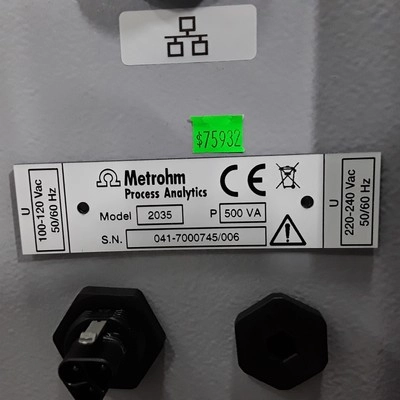 $75932
Metrohm
Process Analytics
CE
Model 2035 P 500 VA
S.N. 041-7000745/006
U
100-120 Vac
50/60 Hz
U
220-240 Vac
50/60 Hz